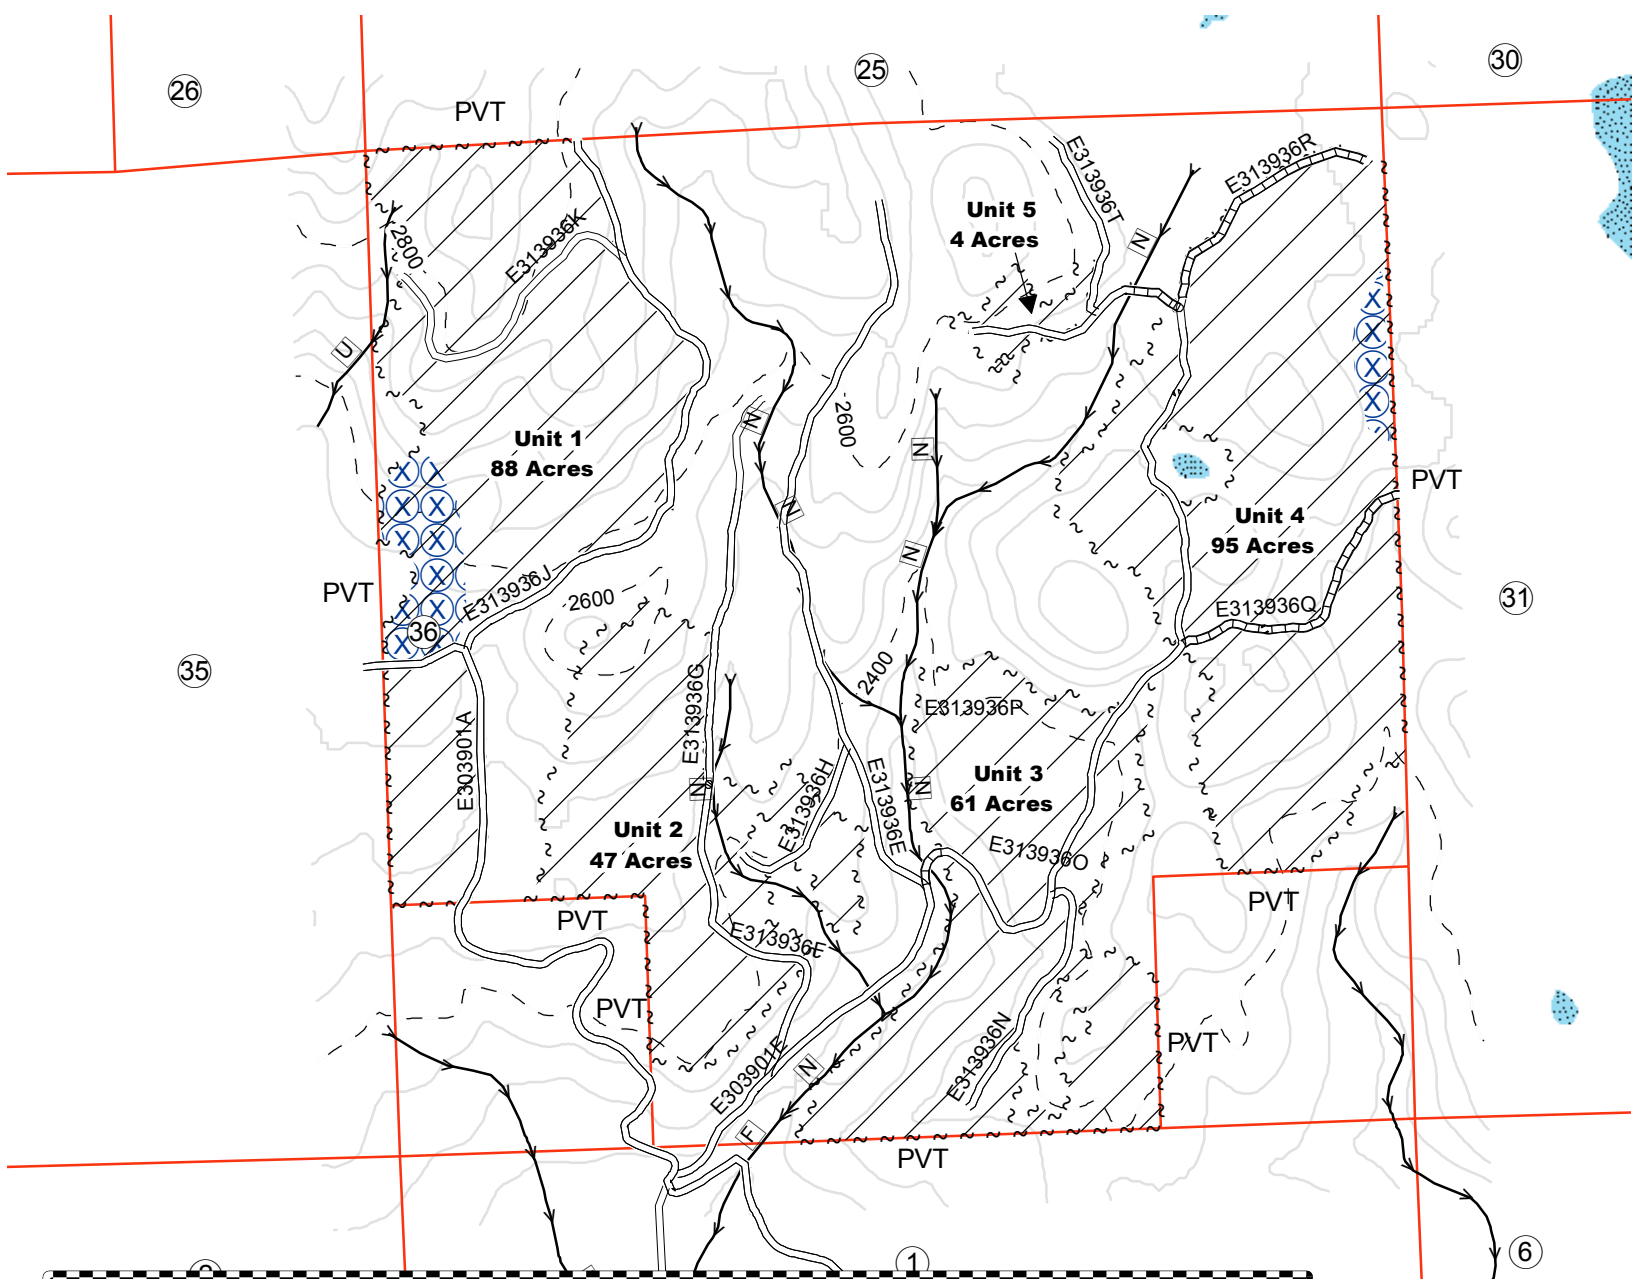 26
25
30
PVT
E313936R
E313936T
Unit 5
4 Acres
N
2800
E313936K
U
2600
N
N
N
X
X
X
X
Unit 1
88 Acres
X
X
X
X
X
X
X
X
X
X
PVT
Unit 4
95 Acres
N
PVT
E313936J
2600
E313936Q
31
36
35
2400
E313936G
E313936P
E303901A
Unit 3
61 Acres
N
N
E313936H
E313936E
Unit 2
47 Acres
E313936O
PVT
PVT
E313936F
PVT
E313936N
PVT
E303901E
N
F
PVT
1
6